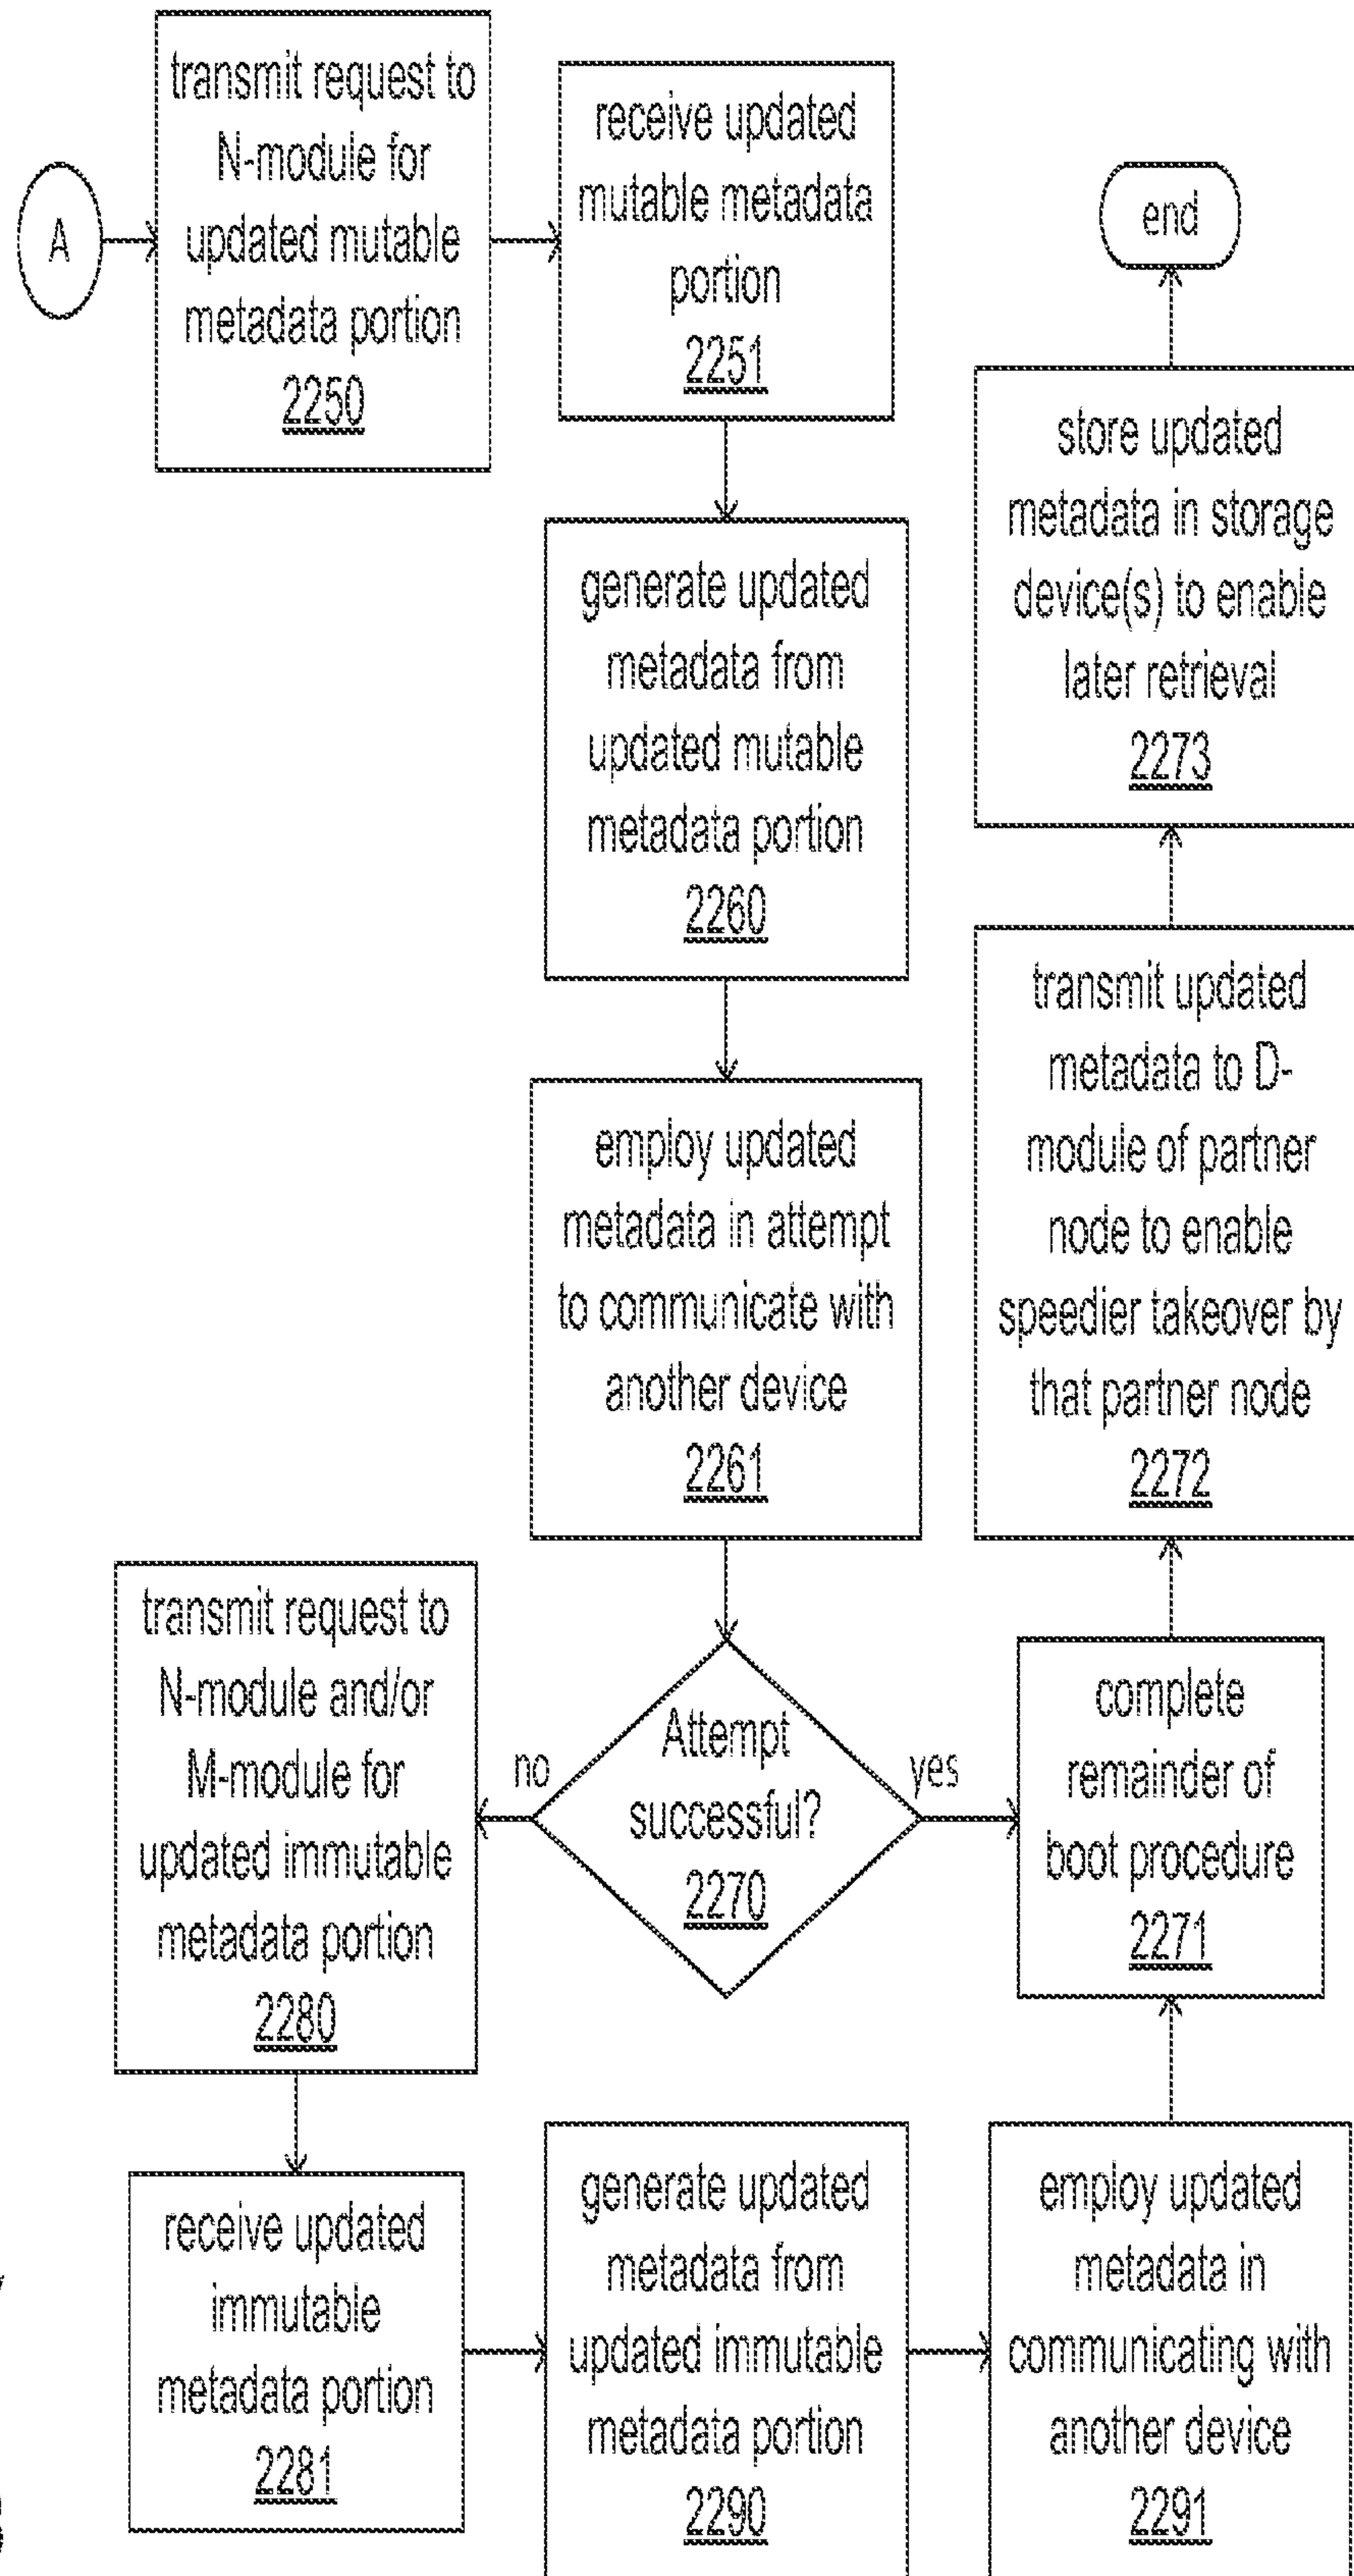 A
transmit request to
N-module for
updated mutable
metadata portion
2250
receive updated
mutable metadata
portion
2251
generate updated
metadata from
updated mutable
metadata portion
2260
employ updated
metadata in attempt
to communicate with
another device
2261
Attempt
successful?
2270
no
yes
transmit request to
N-module and/or
M-module for
updated immutable
metadata portion
2280
receive updated
immutable
metadata portion
2281
generate updated
metadata from
updated immutable
metadata portion
2290
employ updated
metadata in
communicating with
another device
2291
complete
remainder of
boot procedure
2271
transmit updated
metadata to D-
module of partner
node to enable
speedier takeover by
that partner node
2272
store updated
metadata in storage
device(s) to enable
later retrieval
2273
end